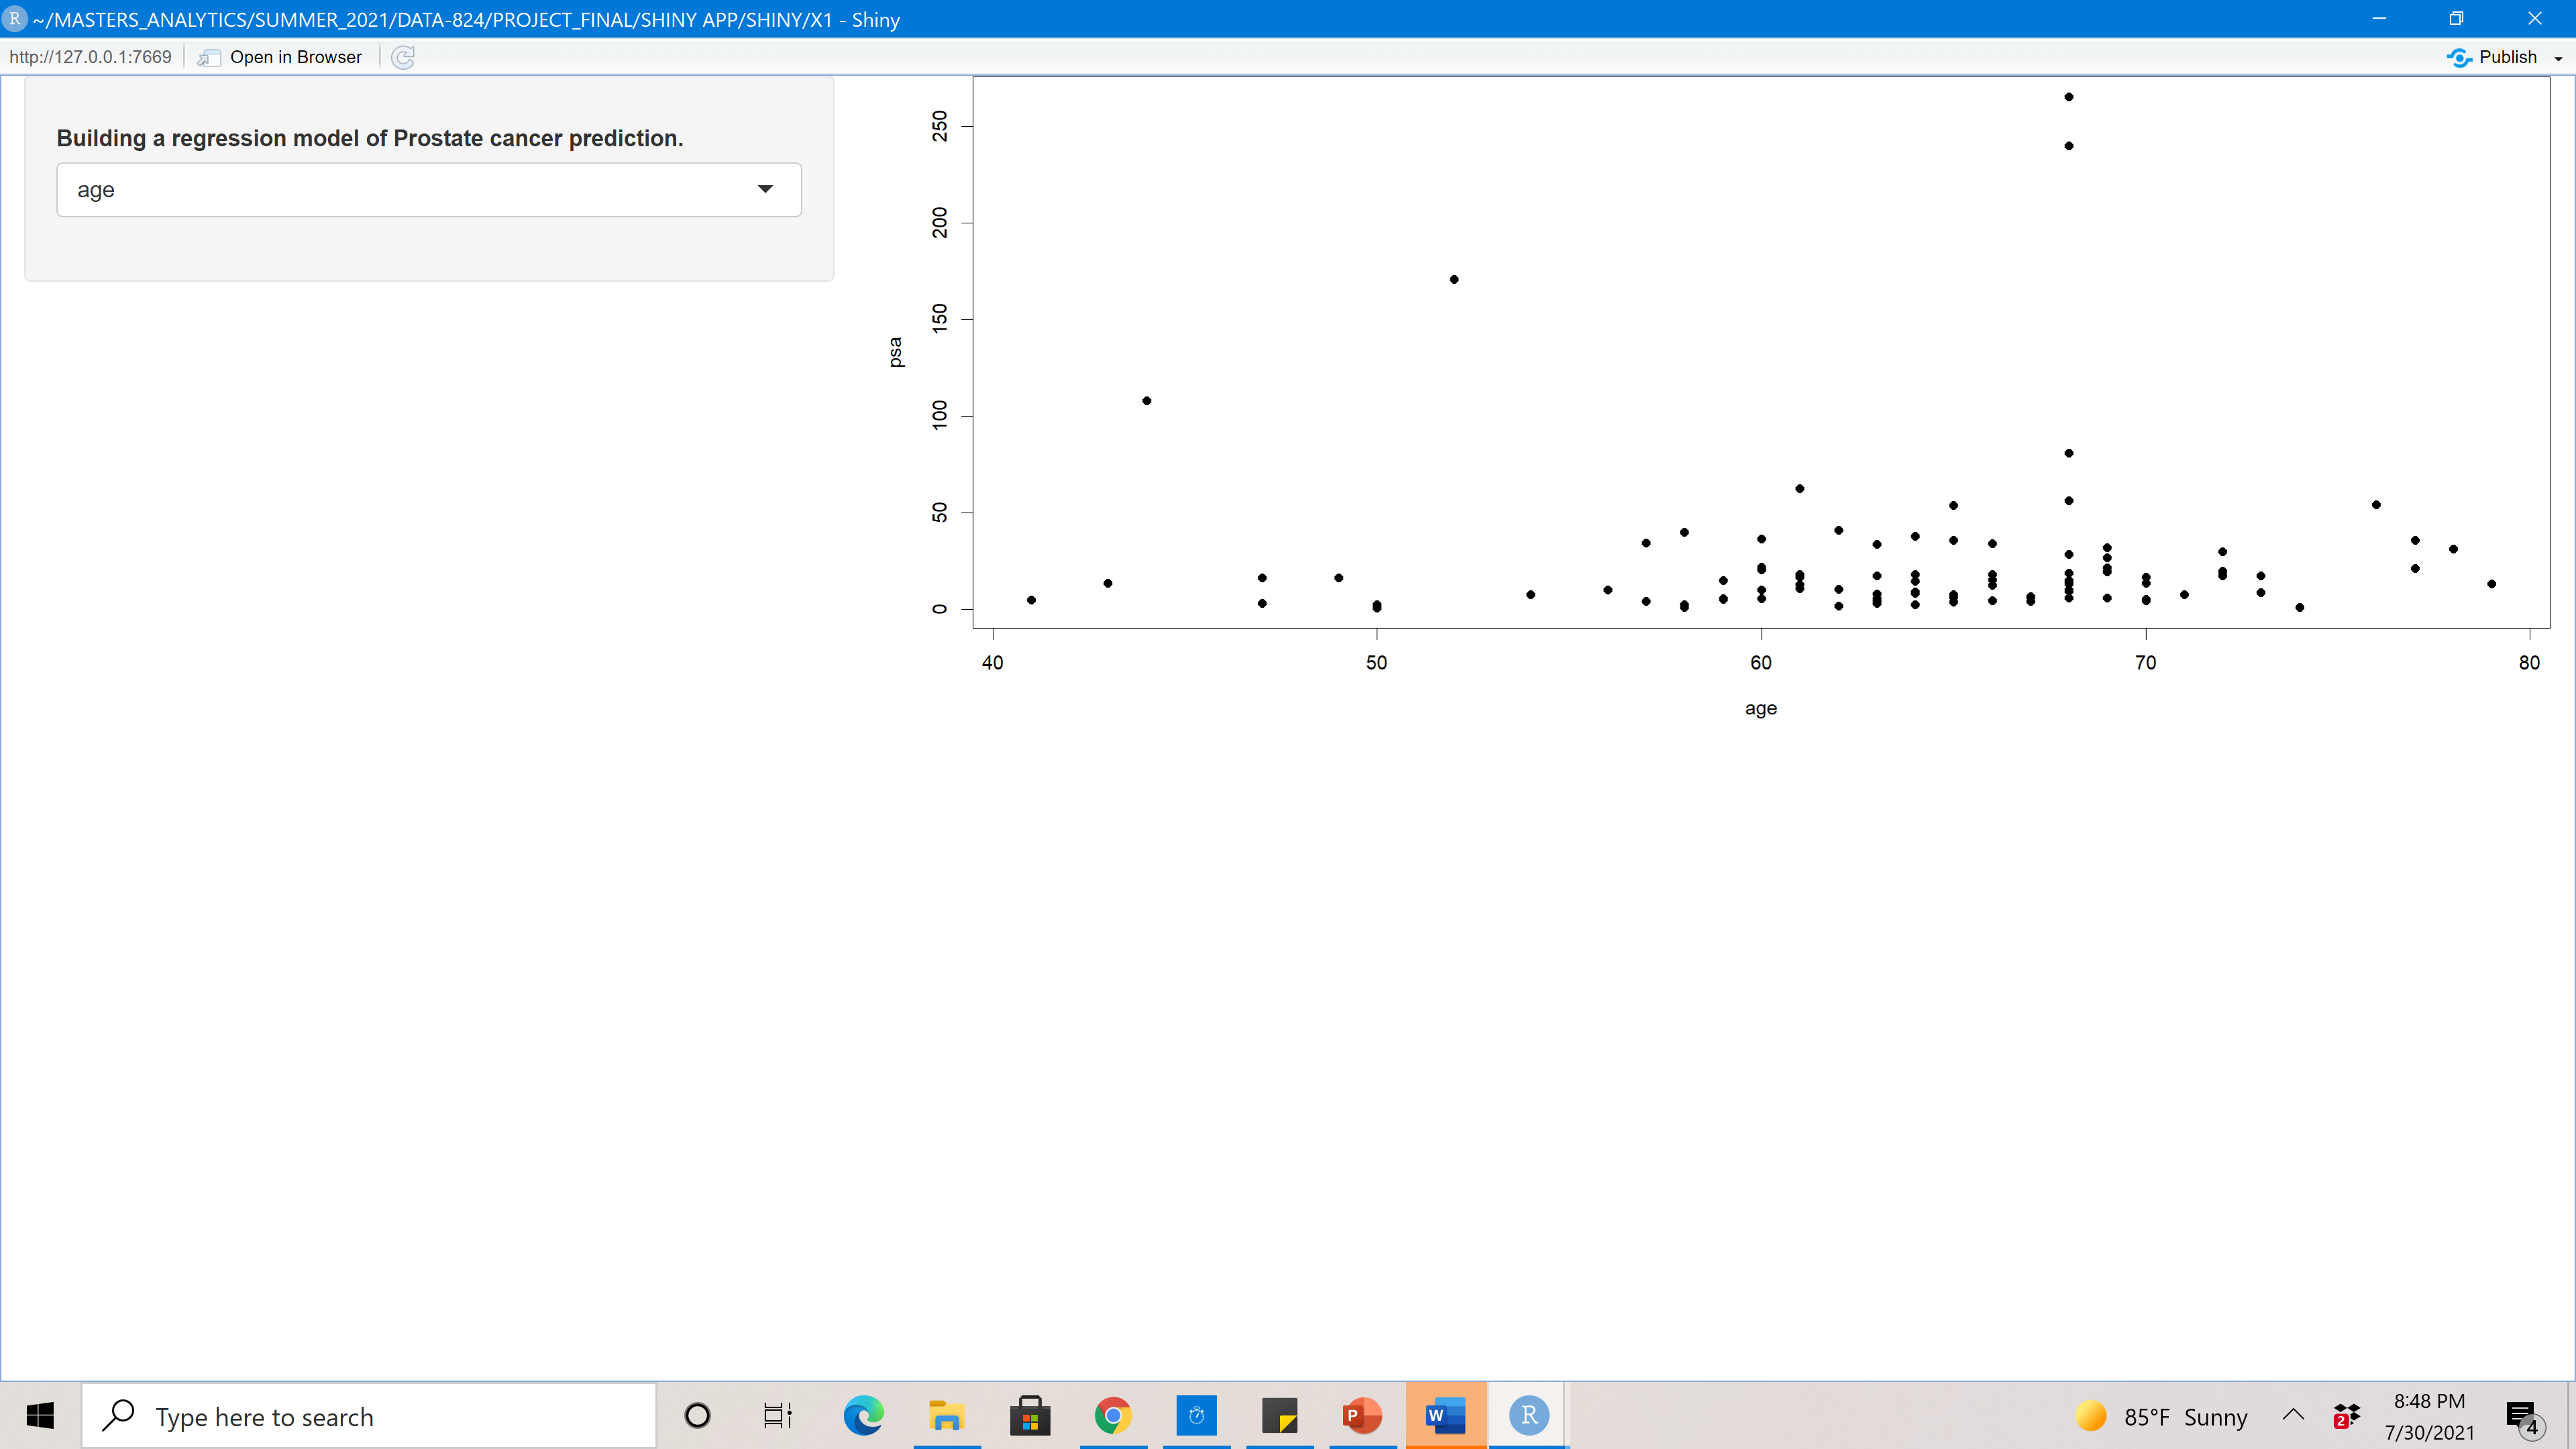 R ~/MASTERS_ANALYTICS/SUMMER_2021/DATA-824/PROJECT_FINAL/SHINY APP/SHINY/X1 - Shiny
http://127.0.0.1:7669 Open in Browser Publish
Building a regression model of Prostate cancer prediction.
age
250
200
150
100
50
0
psa
40 50 60 70 80
age
Type here to search
P W R
85°F Sunny
2
8:48 PM
7/30/2021
4